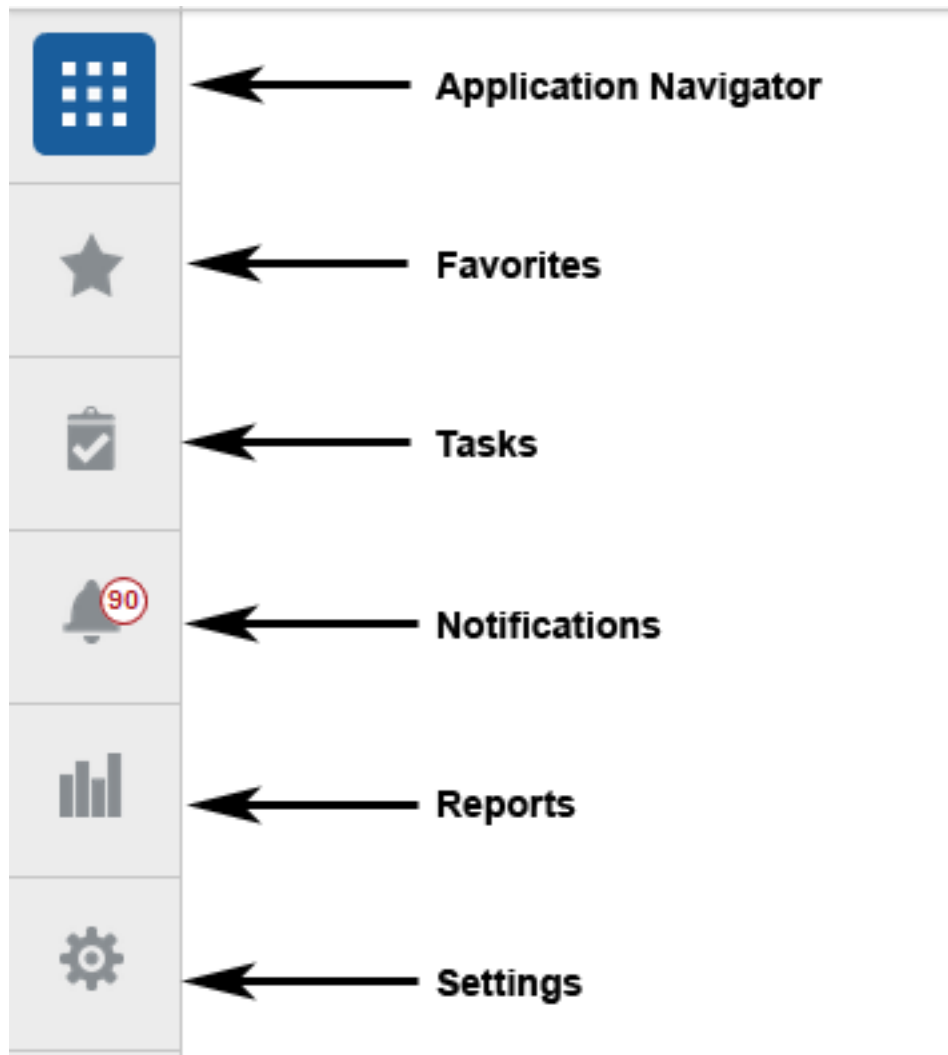 Application Navigator
Favorites
Tasks
90
Notifications
Reports
Settings